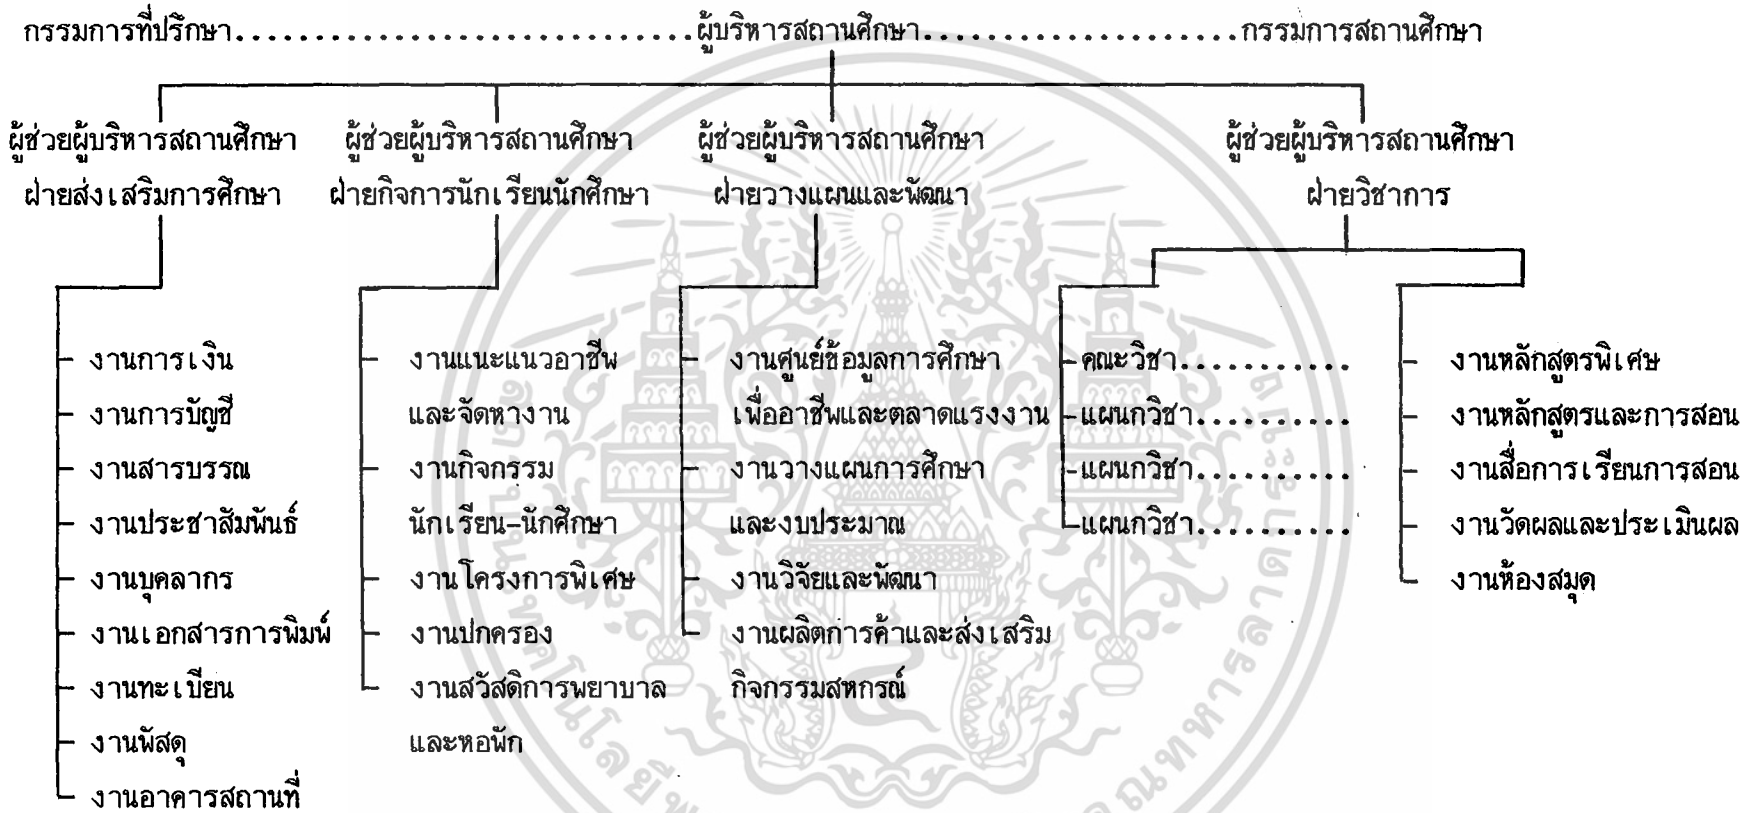 กรรมการที่ปรึกษา.............................ผู้บริหารสถานศึกษา.....................กรรมการสถานศึกษา
ผู้ช่วยผู้บริหารสถานศึกษา ผู้ช่วยผู้บริหารสถานศึกษา ผู้ช่วยผู้บริหารสถานศึกษา ผู้ช่วยผู้บริหารสถานศึกษา
ฝ่ายส่งเสริมการศึกษา ฝ่ายกิจการนักเรียนนักศึกษา ฝ่ายวางแผนและพัฒนา ฝ่ายวิชาการ
งานการเงิน
งานการบัญชี
งานสารบรรณ
งานประชาสัมพันธ์
งานบุคลากร
งานเอกสารการพิมพ์
งานทะเบียน
งานพัสดุ
งานอาคารสถานที่
งานแนะแนวอาชีพ
และจัดหางาน
งานกิจกรรม
นักเรียน-นักศึกษา
งานโครงการพิเศษ
งานปกครอง
งานสวัสดิการพยาบาล
และหอพัก
งานศูนย์ข้อมูลการศึกษา
เพื่ออาชีพและตลาดแรงงาน
งานวางแผนการศึกษา
และงบประมาณ
งานวิจัยและพัฒนา
งานผลิตการค้าและส่งเสริม
กิจกรรมสหกรณ์
คณะวิชา...........
แผนกวิชา..........
แผนกวิชา..........
แผนกวิชา..........
งานหลักสูตรพิเศษ
งานหลักสูตรและการสอน
งานสื่อการเรียนการสอน
งานวัดผลและประเมินผล
งานห้องสมุด